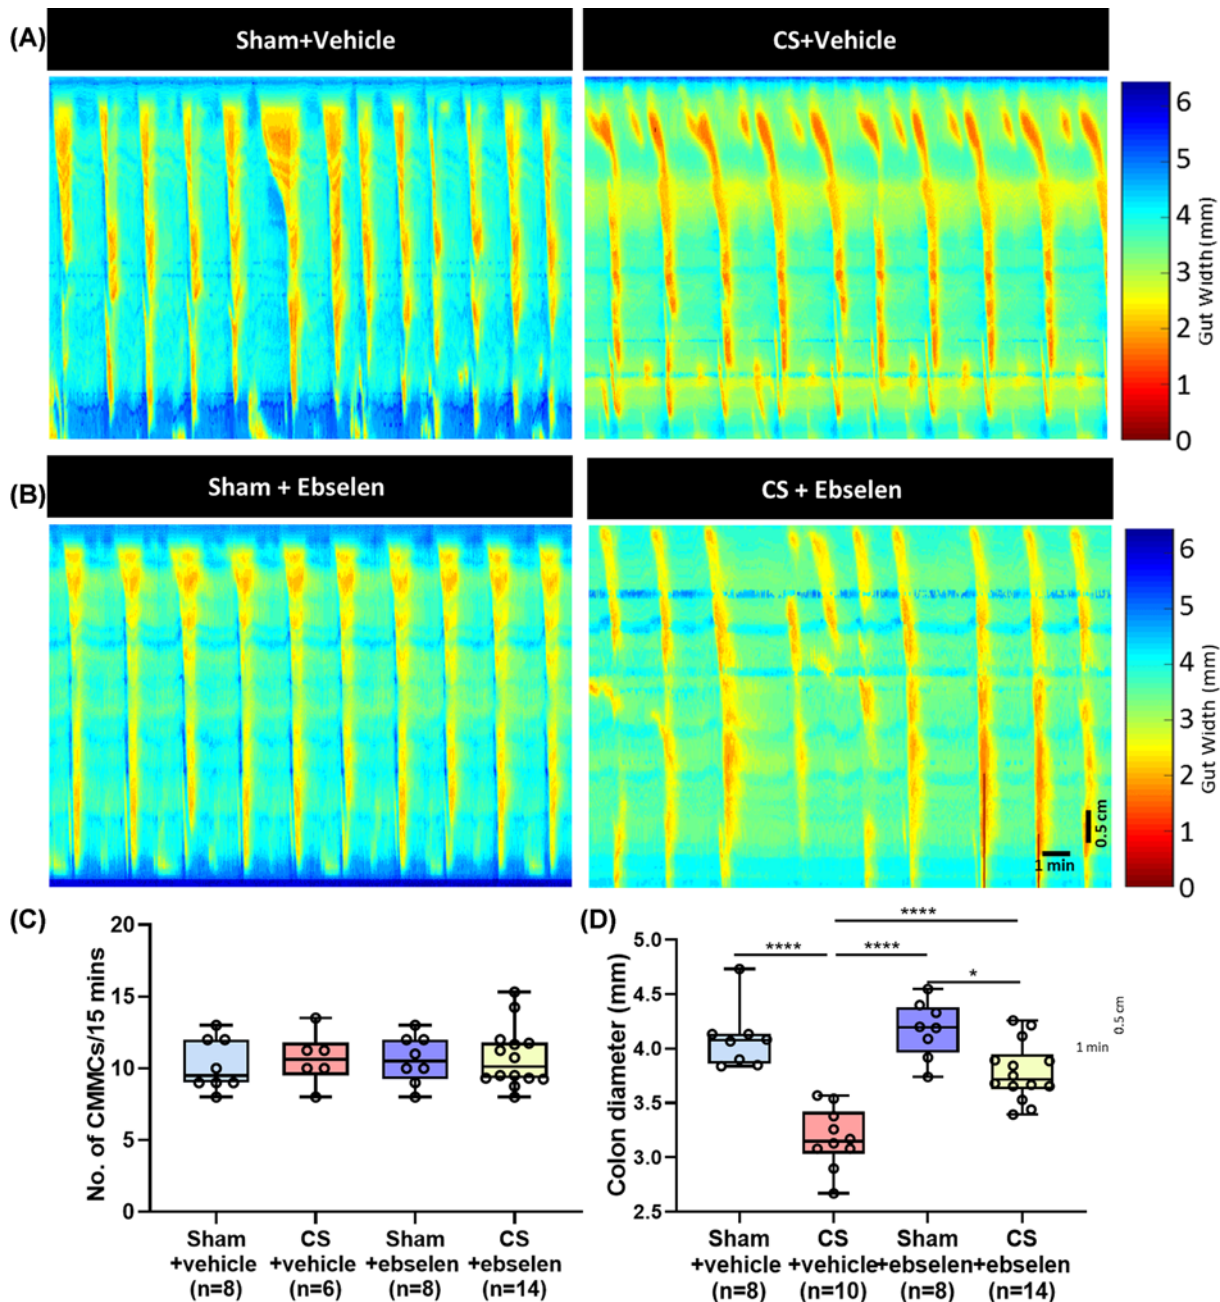 (A)
Sham+Vehicle
CS+Vehicle
6
5
4
3
2
1
0
Gut Width (mm)
(B)
Sham + Ebselen
CS + Ebselen
6
5
4
3
2
1
0
Gut Width (mm)
0.5 cm
1 min
(C)
No. of CMMCs/15 mins
20
15
10
5
0
Sham
+vehicle
(n=8)
CS
+vehicle
(n=6)
Sham
+ebselen
(n=8)
CS
+ebselen
(n=14)
(D)
Colon diameter (mm)
5.0
4.5
4.0
3.5
3.0
2.5
****
****
****
*
0.5 cm
1 min
Sham
+vehicle
(n=8)
CS
+vehicle
(n=10)
Sham
+ebselen
(n=8)
CS
+ebselen
(n=14)